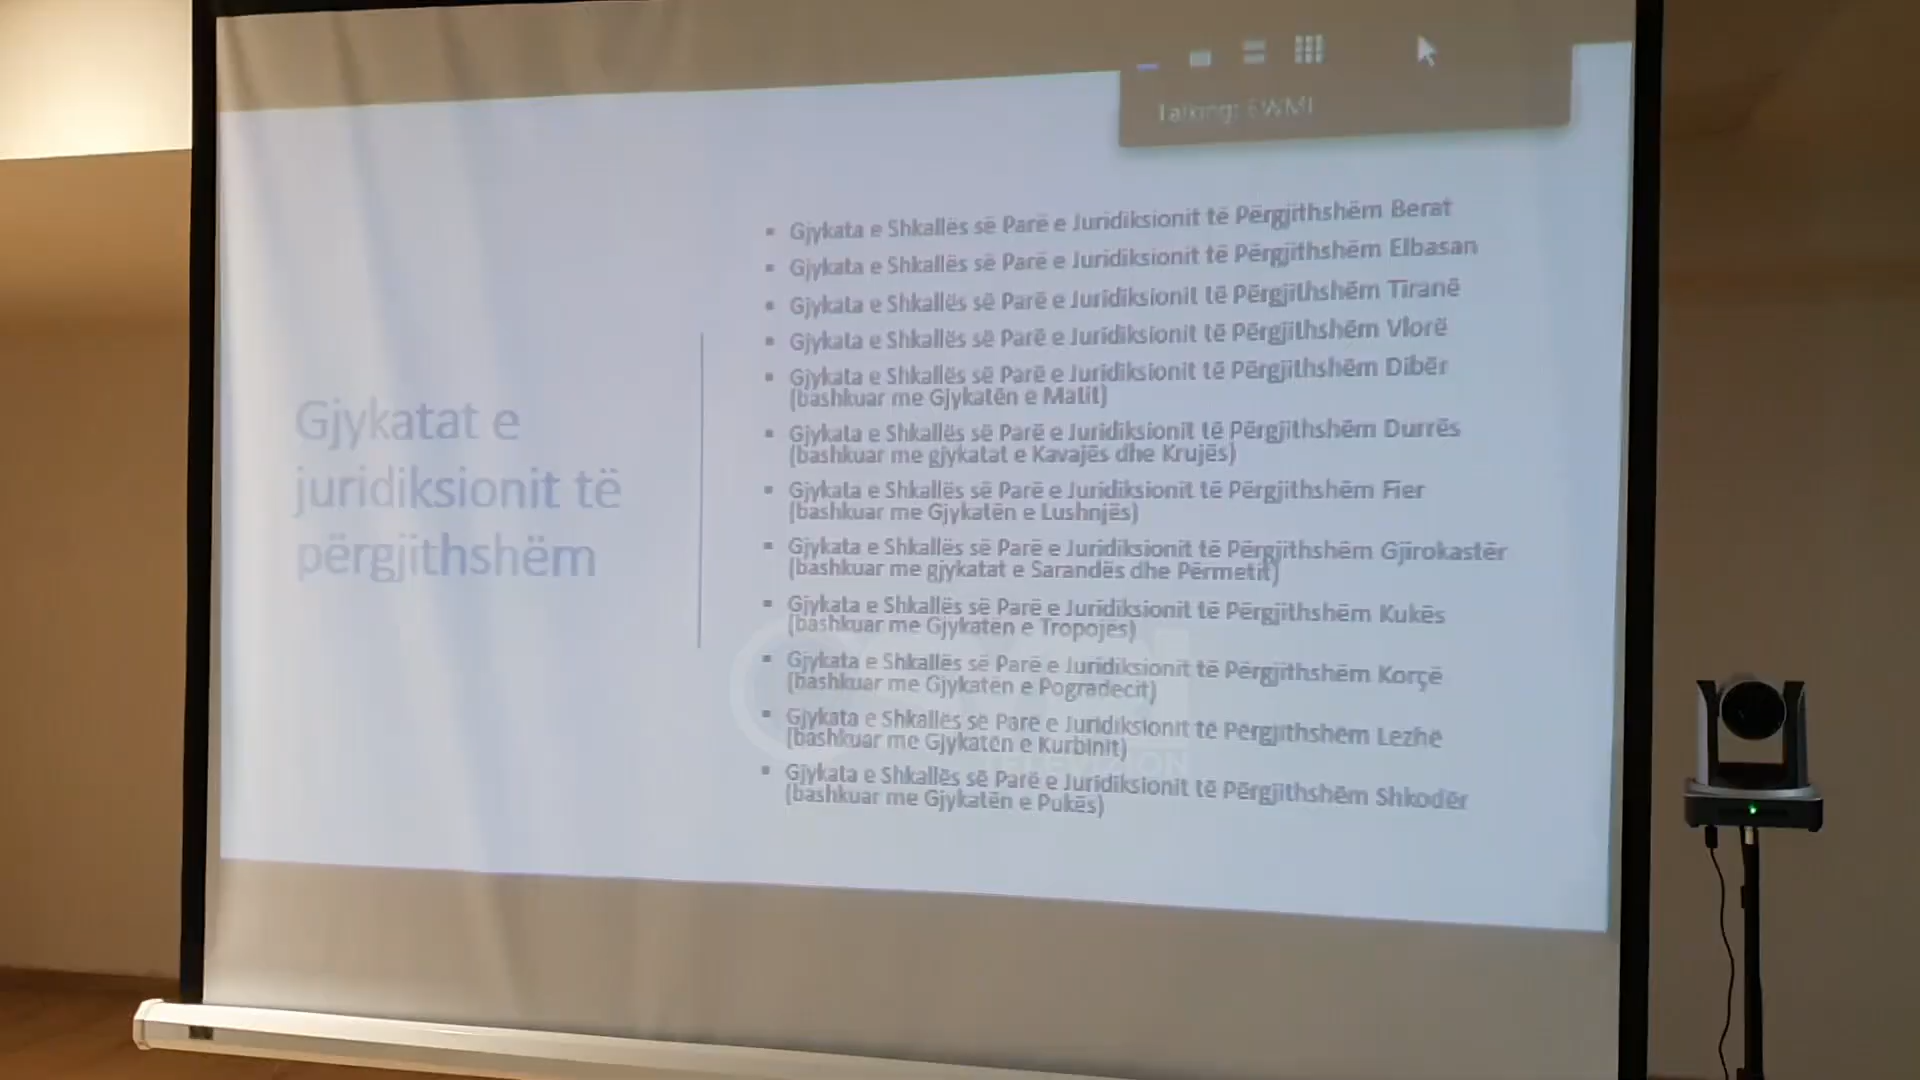 Talking: EWMI
Gjykatat e
juridiksionit të
përgjithshëm
Gjykata e Shkallës së Parë e Juridiksionit të Përgjithshëm Berat
Gjykata e Shkallës së Parë e Juridiksionit të Përgjithshëm Elbasan
Gjykata e Shkallës së Parë e Juridiksionit të Përgjithshëm Tiranë
Gjykata e Shkallës së Parë e Juridiksionit të Përgjithshëm Vlorë
Gjykata e Shkallës së Parë e Juridiksionit të Përgjithshëm Dibër
(bashkuar me Gjykatën e Matit)
Gjykata e Shkallës së Parë e Juridiksionit të Përgjithshëm Durrës
(bashkuar me gjykatat e Kavajës dhe Krujës)
Gjykata e Shkallës së Parë e Juridiksionit të Përgjithshëm Fier
(bashkuar me Gjykatën e Lushnjës)
Gjykata e Shkallës së Parë e Juridiksionit të Përgjithshëm Gjirokastër
(bashkuar me gjykatat e Sarandës dhe Përmetit)
Gjykata e Shkallës së Parë e Juridiksionit të Përgjithshëm Kukës
(bashkuar me Gjykatën e Tropojës)
Gjykata e Shkallës së Parë e Juridiksionit të Përgjithshëm Korçë
(bashkuar me Gjykatën e Pogradecit)
Gjykata e Shkallës së Parë e Juridiksionit të Përgjithshëm Lezhë
(bashkuar me Gjykatën e Kurbinit)
Gjykata e Shkallës së Parë e Juridiksionit të Përgjithshëm Shkodër
(bashkuar me Gjykatën e Pukës)
TELEVIZION